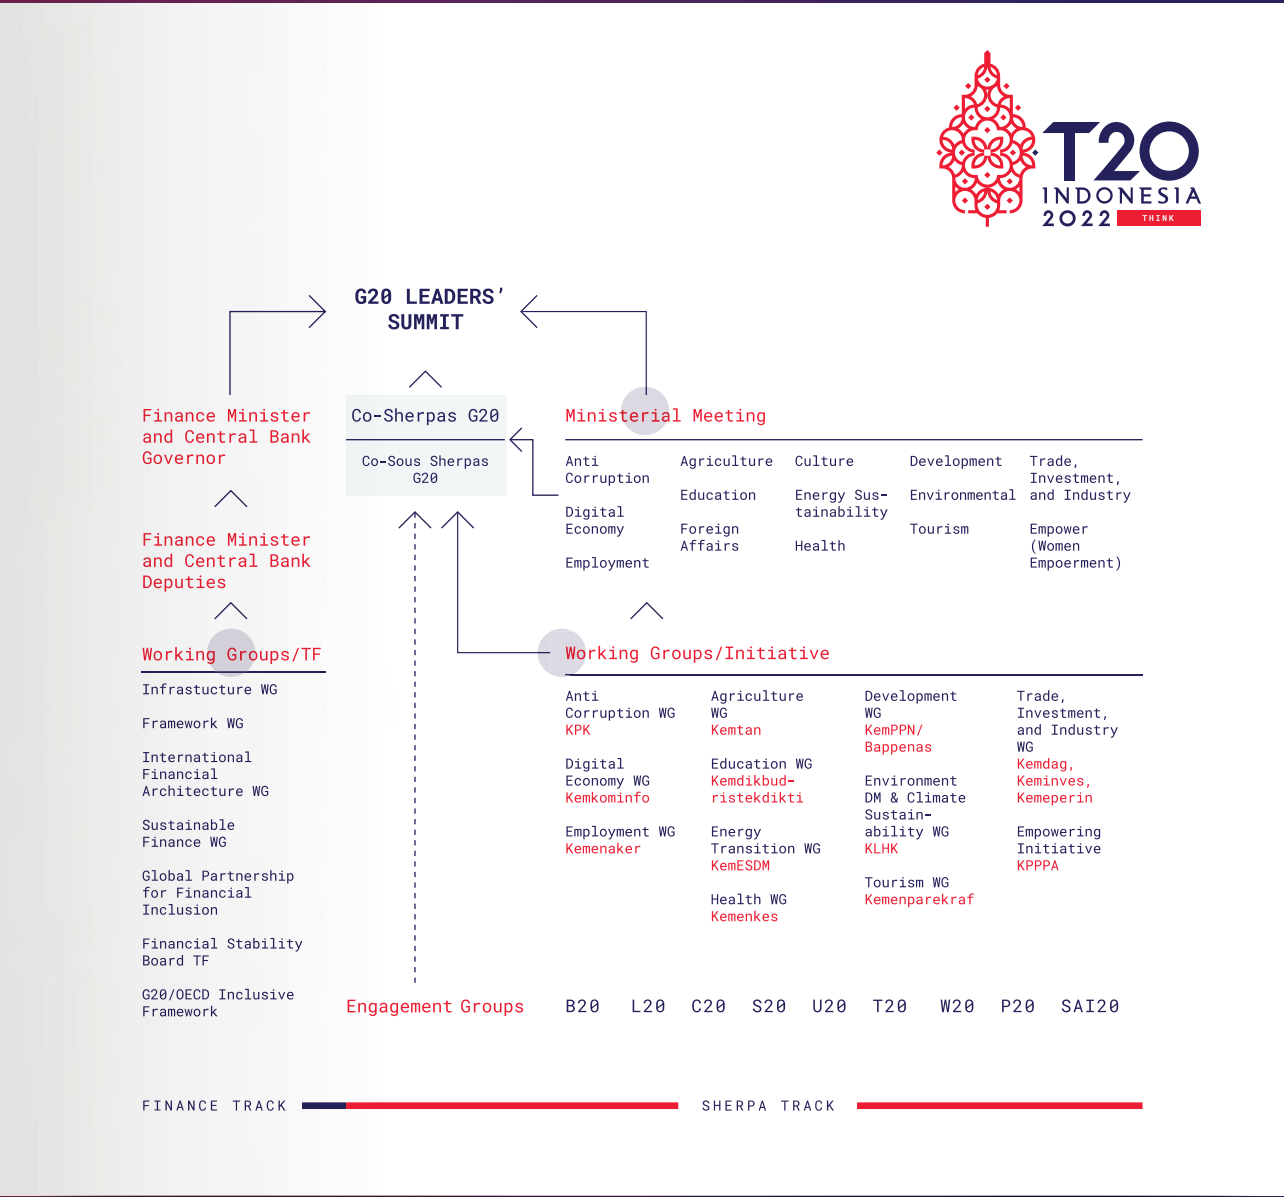 T20
INDONESIA
2022 THINK
G20 LEADERS’
SUMMIT
Finance Minister
and Central Bank
Governor
Finance Minister
and Central Bank
Deputies
Working Groups/TF
Infrastucture WG
Framework WG
International
Financial
Architecture WG
Sustainable
Finance WG
Global Partnership
for Financial
Inclusion
Financial Stability
Board TF
G20/OECD Inclusive
Framework
Co-Sherpas G20
Co-Sous Sherpas
G20
Ministerial Meeting
Anti
Corruption
Digital
Economy
Employment
Agriculture
Education
Foreign
Affairs
Culture
Energy Sus-
tainability
Health
Development
Environmental
Tourism
Trade,
Investment,
and Industry
Empower
(Women
Empoerment)
Working Groups/Initiative
Anti
Corruption WG
KPK
Digital
Economy WG
Kemkominfo
Employment WG
Kemenaker
Agriculture
WG
Kemtan
Education WG
Kemdikbud-
ristekdikti
Energy
Transition WG
KemESDM
Health WG
Kemenkes
Development
WG
KemPPN/
Bappenas
Environment
DM & Climate
Sustain-
ability WG
KLHK
Tourism WG
Kemenparekraf
Trade,
Investment,
and Industry
WG
Kemdag,
Keminves,
Kemeperin
Empowering
Initiative
KPPPA
Engagement Groups
B20 L20 C20 S20 U20 T20 W20 P20 SAI20
FINANCE TRACK
SHERPA TRACK